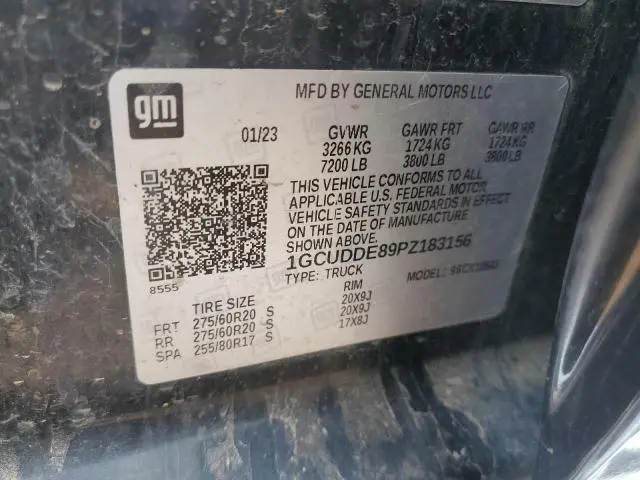 gm
MFD BY GENERAL MOTORS LLC
01/23 GVWR GAWR FRT GAWR RR
3266 KG 1724 KG 1724 KG
7200 LB 3800 LB 3800 LB
THIS VEHICLE CONFORMS TO ALL
APPLICABLE U.S. FEDERAL MOTOR
VEHICLE SAFETY STANDARDS IN EFFECT
ON THE DATE OF MANUFACTURE
1GCUDDE89PZ183156
8555
TYPE: TRUCK MODEL:
TIRE SIZE RIM
FRT 275/60R20 S 20X9J
RR 275/60R20 S 20X9J
SPA 255/80R17 S 17X8J